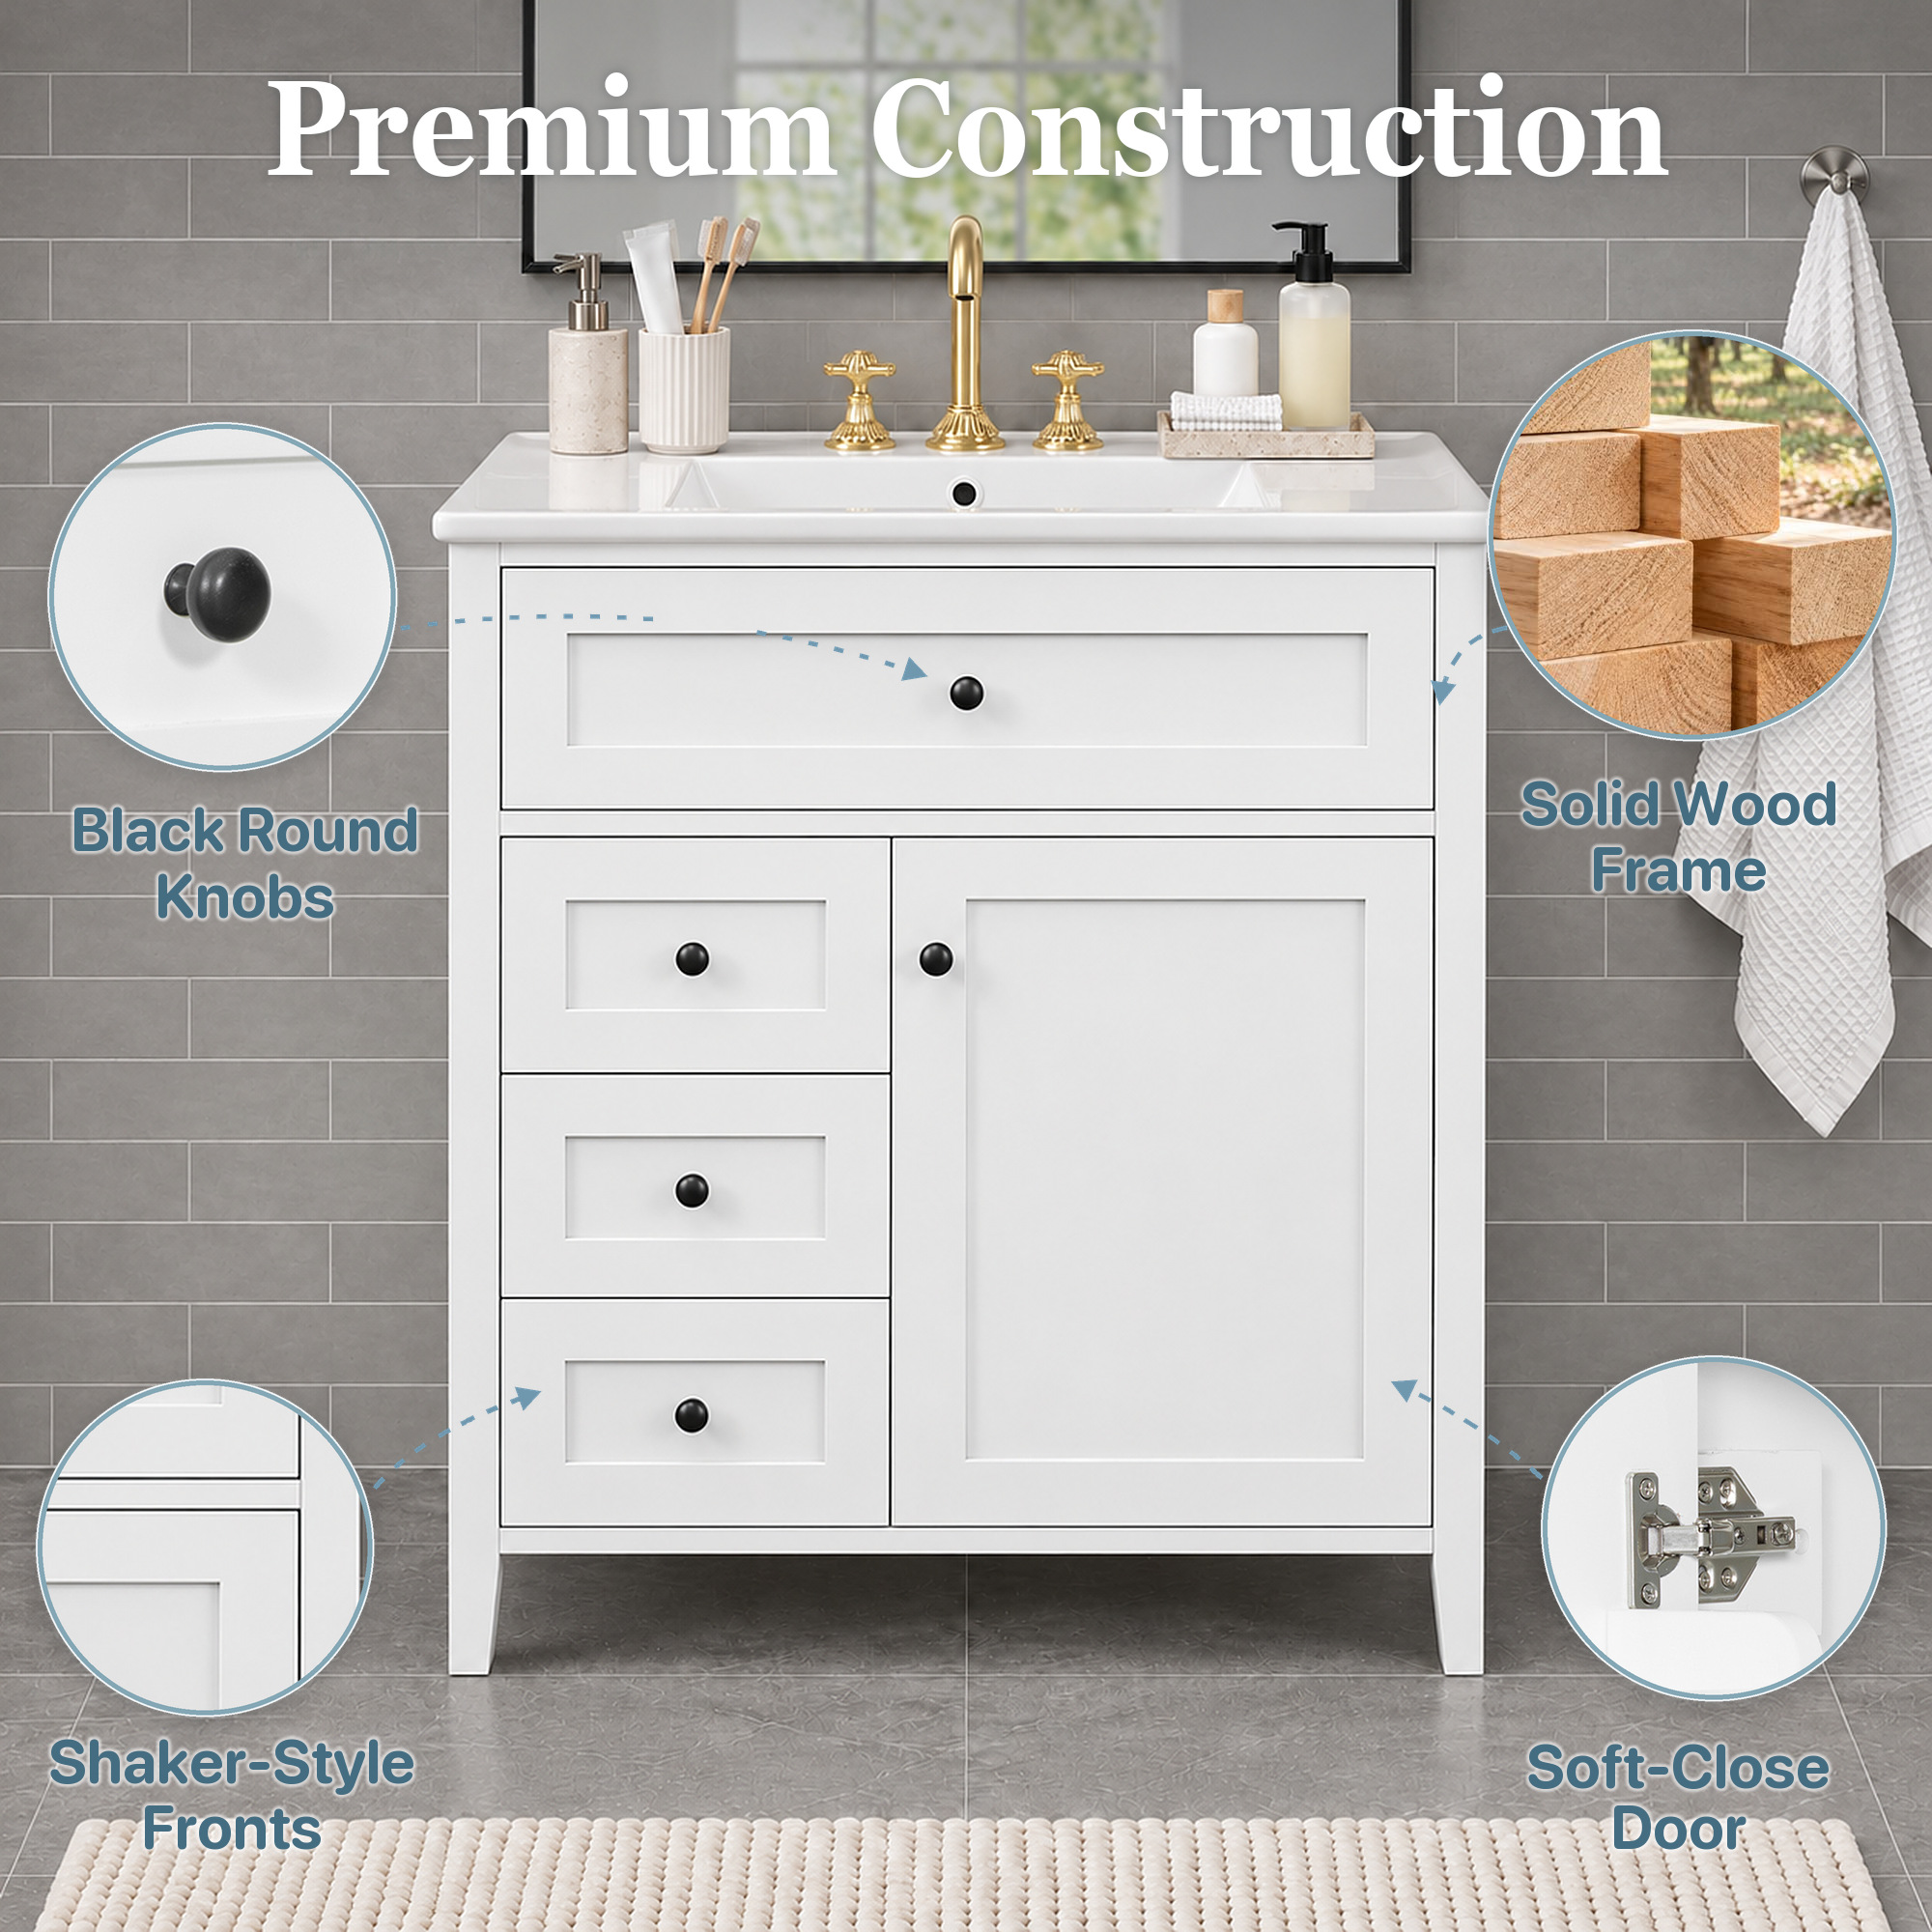 Premium Construction
Black Round
Knobs
Solid Wood
Frame
Shaker-Style
Fronts
Soft-Close
Door